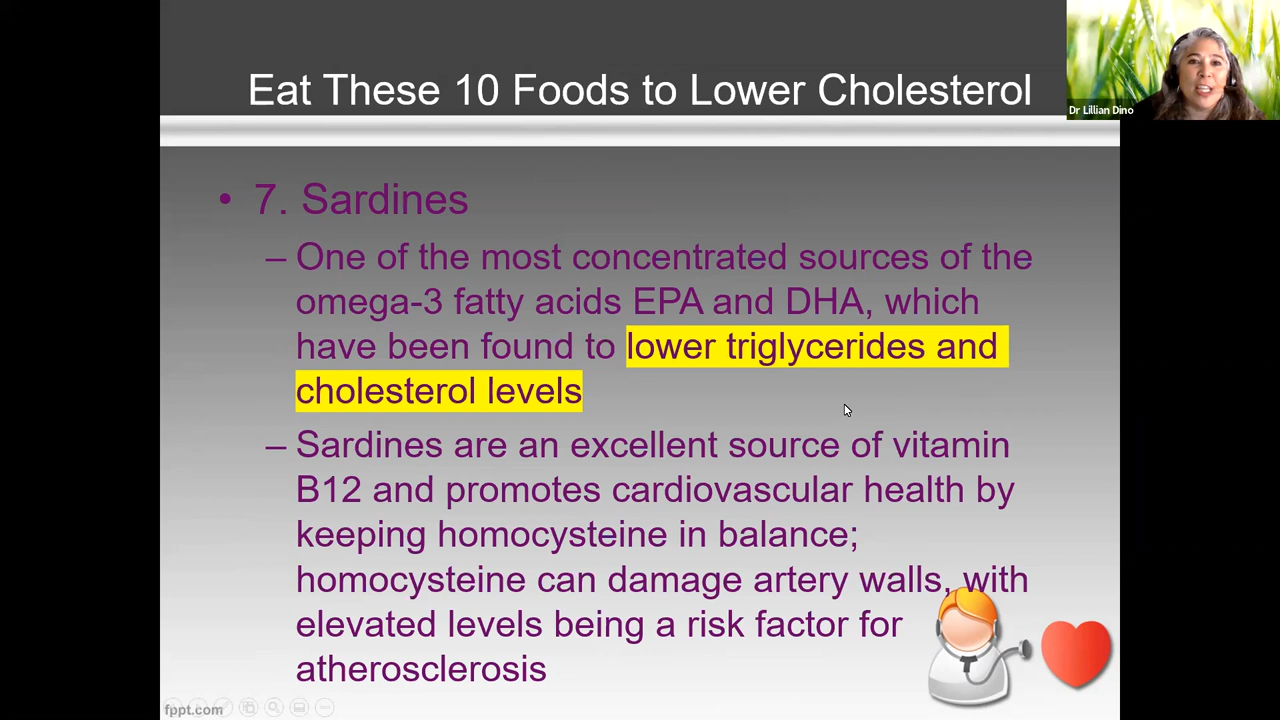 Eat These 10 Foods to Lower Cholesterol
Dr Lillian Dino
• 7. Sardines
– One of the most concentrated sources of the
omega-3 fatty acids EPA and DHA, which
have been found to lower triglycerides and
cholesterol levels
– Sardines are an excellent source of vitamin
B12 and promotes cardiovascular health by
keeping homocysteine in balance;
homocysteine can damage artery walls, with
elevated levels being a risk factor for
atherosclerosis
fppt.com